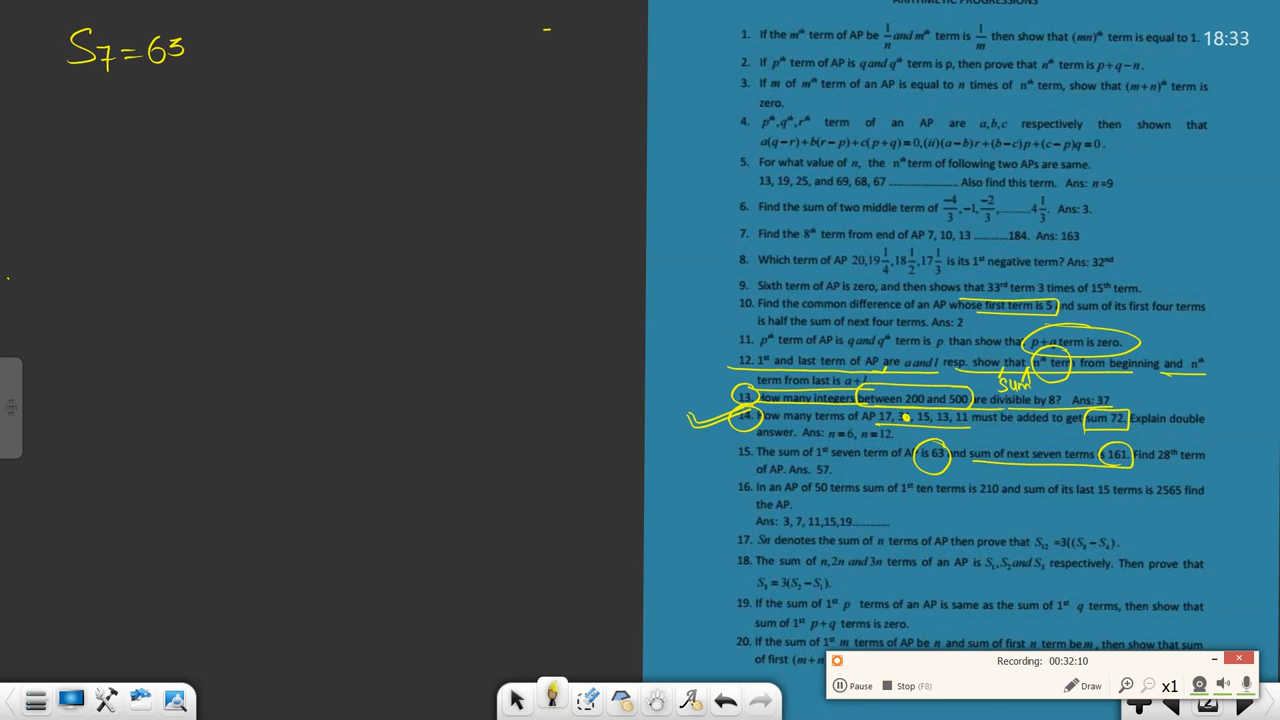 ARITHMETIC PROGRESSIONS
S7 = 63
18:33
1. If the mᵗʰ term of AP be 1/n and mᵗʰ term is 1/m then show that (mn)ᵗʰ term is equal to 1.
2. If pᵗʰ term of AP is q and qᵗʰ term is p, then prove that nᵗʰ term is p+q−n.
3. If m of mᵗʰ term of an AP is equal to n times of nᵗʰ term, show that (m+n)ᵗʰ term is
zero.
4. pᵗʰ,qᵗʰ,rᵗʰ term of an AP are a,b,c respectively then shown that
a(q−r)+b(r−p)+c(p+q)=0,(ii)(a−b)r+(b−c)p+(c−p)q=0.
5. For what value of n, the nᵗʰterm of following two APs are same.
13, 19, 25, and 69, 68, 67 ........................ Also find this term. Ans: n=9
6. Find the sum of two middle term of −4/3,−1,−2/3,..........4 1/3. Ans: 3.
7. Find the 8ᵗʰ term from end of AP 7, 10, 13 ............184. Ans: 163
8. Which term of AP 20,19 1/4,18 1/2,17 1/3 is its 1ˢᵗ negative term? Ans: 32ⁿᵈ
9. Sixth term of AP is zero, and then shows that 33ʳᵈ term 3 times of 15ᵗʰ term.
10. Find the common difference of an AP whose first term is 5 and sum of its first four terms
is half the sum of next four terms. Ans: 2
11. pᵗʰ term of AP is q and qᵗʰ term is p than show that p+q term is zero.
12. 1ˢᵗ and last term of AP are a and l resp. show that nᵗʰ term from beginning and nᵗʰ
term from last is a+l
sum
13. How many integers between 200 and 500 are divisible by 8? Ans: 37
14. How many terms of AP 17, 15, 13, 11 must be added to get sum 72. Explain double
answer. Ans: n=6, n=12.
15. The sum of 1ˢᵗ seven term of AP is 63 and sum of next seven terms is 161. Find 28ᵗʰ term
of AP. Ans. 57.
16. In an AP of 50 terms sum of 1ˢᵗ ten terms is 210 and sum of its last 15 terms is 2565 find
the AP.
Ans: 3, 7, 11,15,19............
17. Sn denotes the sum of n terms of AP then prove that S₁₂ =3((S₈−S₄).
18. The sum of n,2n and 3n terms of an AP is S₁,S₂ and S₃ respectively. Then prove that
S₃=3(S₂−S₁).
19. If the sum of 1ˢᵗ p terms of an AP is same as the sum of 1ˢᵗ q terms, then show that
sum of 1ˢᵗ p+q terms is zero.
20. If the sum of 1ˢᵗ m terms of AP be n and sum of first n term be m, then show that sum
of first (m+n
Recording: 00:32:10
Pause Stop (F8) Draw x1
2